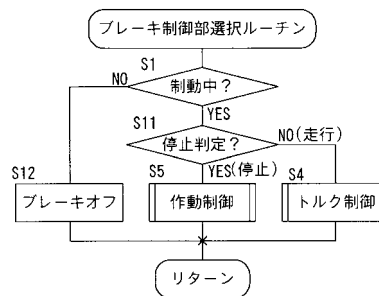 ブレーキ制御部選択ルーチン
S1
制動中？
NO
YES
S11
停止判定？
NO(走行)
YES(停止)
S12
ブレーキオフ
S5
作動制御
S4
トルク制御
リターン